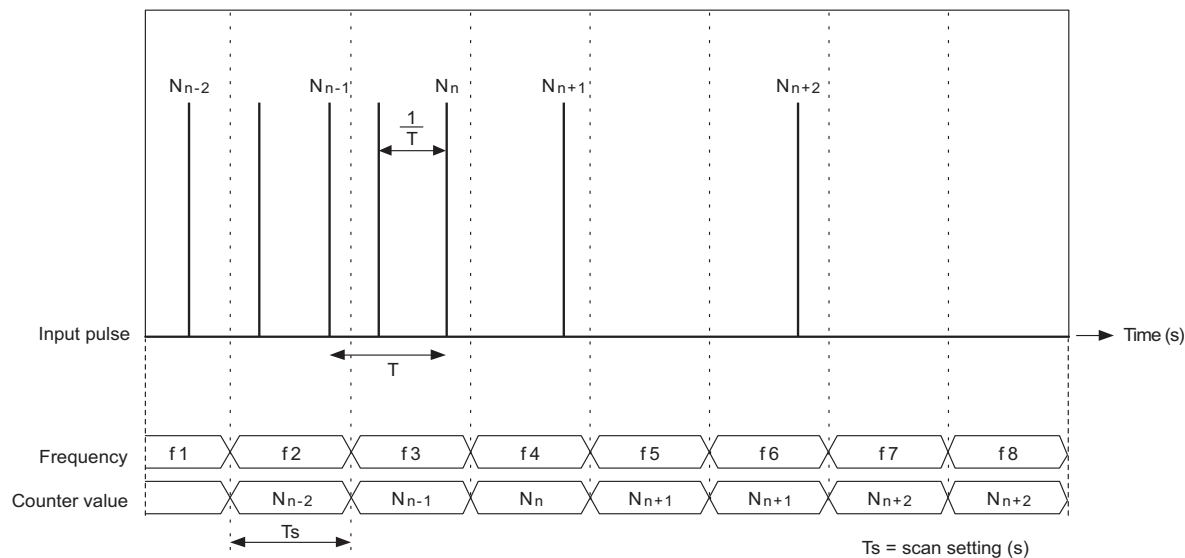 Nn-2 Nn-1 Nn Nn+1 Nn+2
1
T
Input pulse
Time (s)
T
Frequency f1 f2 f3 f4 f5 f6 f7 f8
Counter value Nn-2 Nn-1 Nn Nn+1 Nn+1 Nn+2 Nn+2
Ts
Ts = scan setting (s)